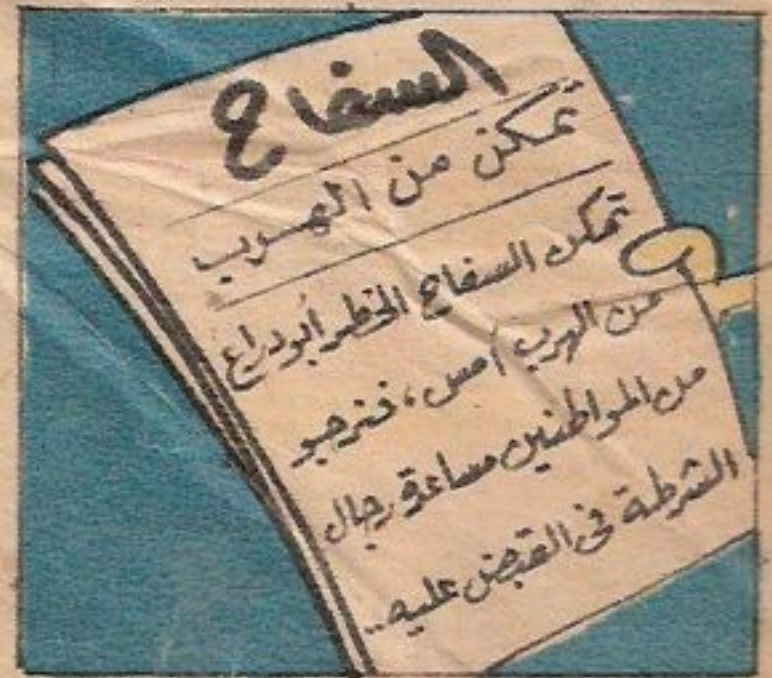 السفاح
تمكن من الهرب
تمكن السفاح الخطر أبو دراع
من الهرب أمس، فنرجو
من المواطنين مساعدة رجال
الشرطة فى القبض عليه..